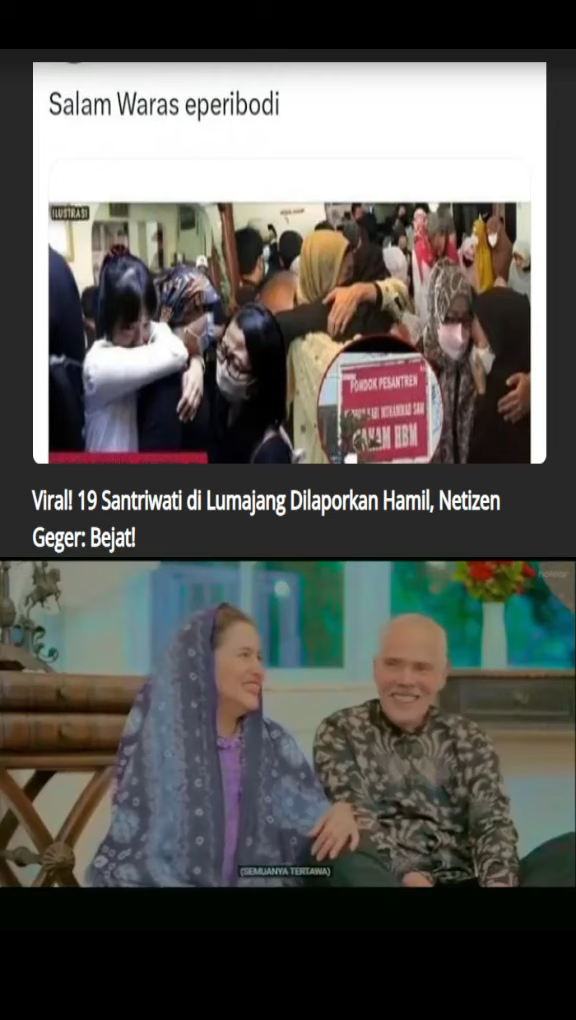 Salam Waras eperibodi
ILUSTRASI
PONDOK PESANTREN
Viral! 19 Santriwati di Lumajang Dilaporkan Hamil, Netizen
Geger: Bejat!
(SEMUANYA TERTAWA)